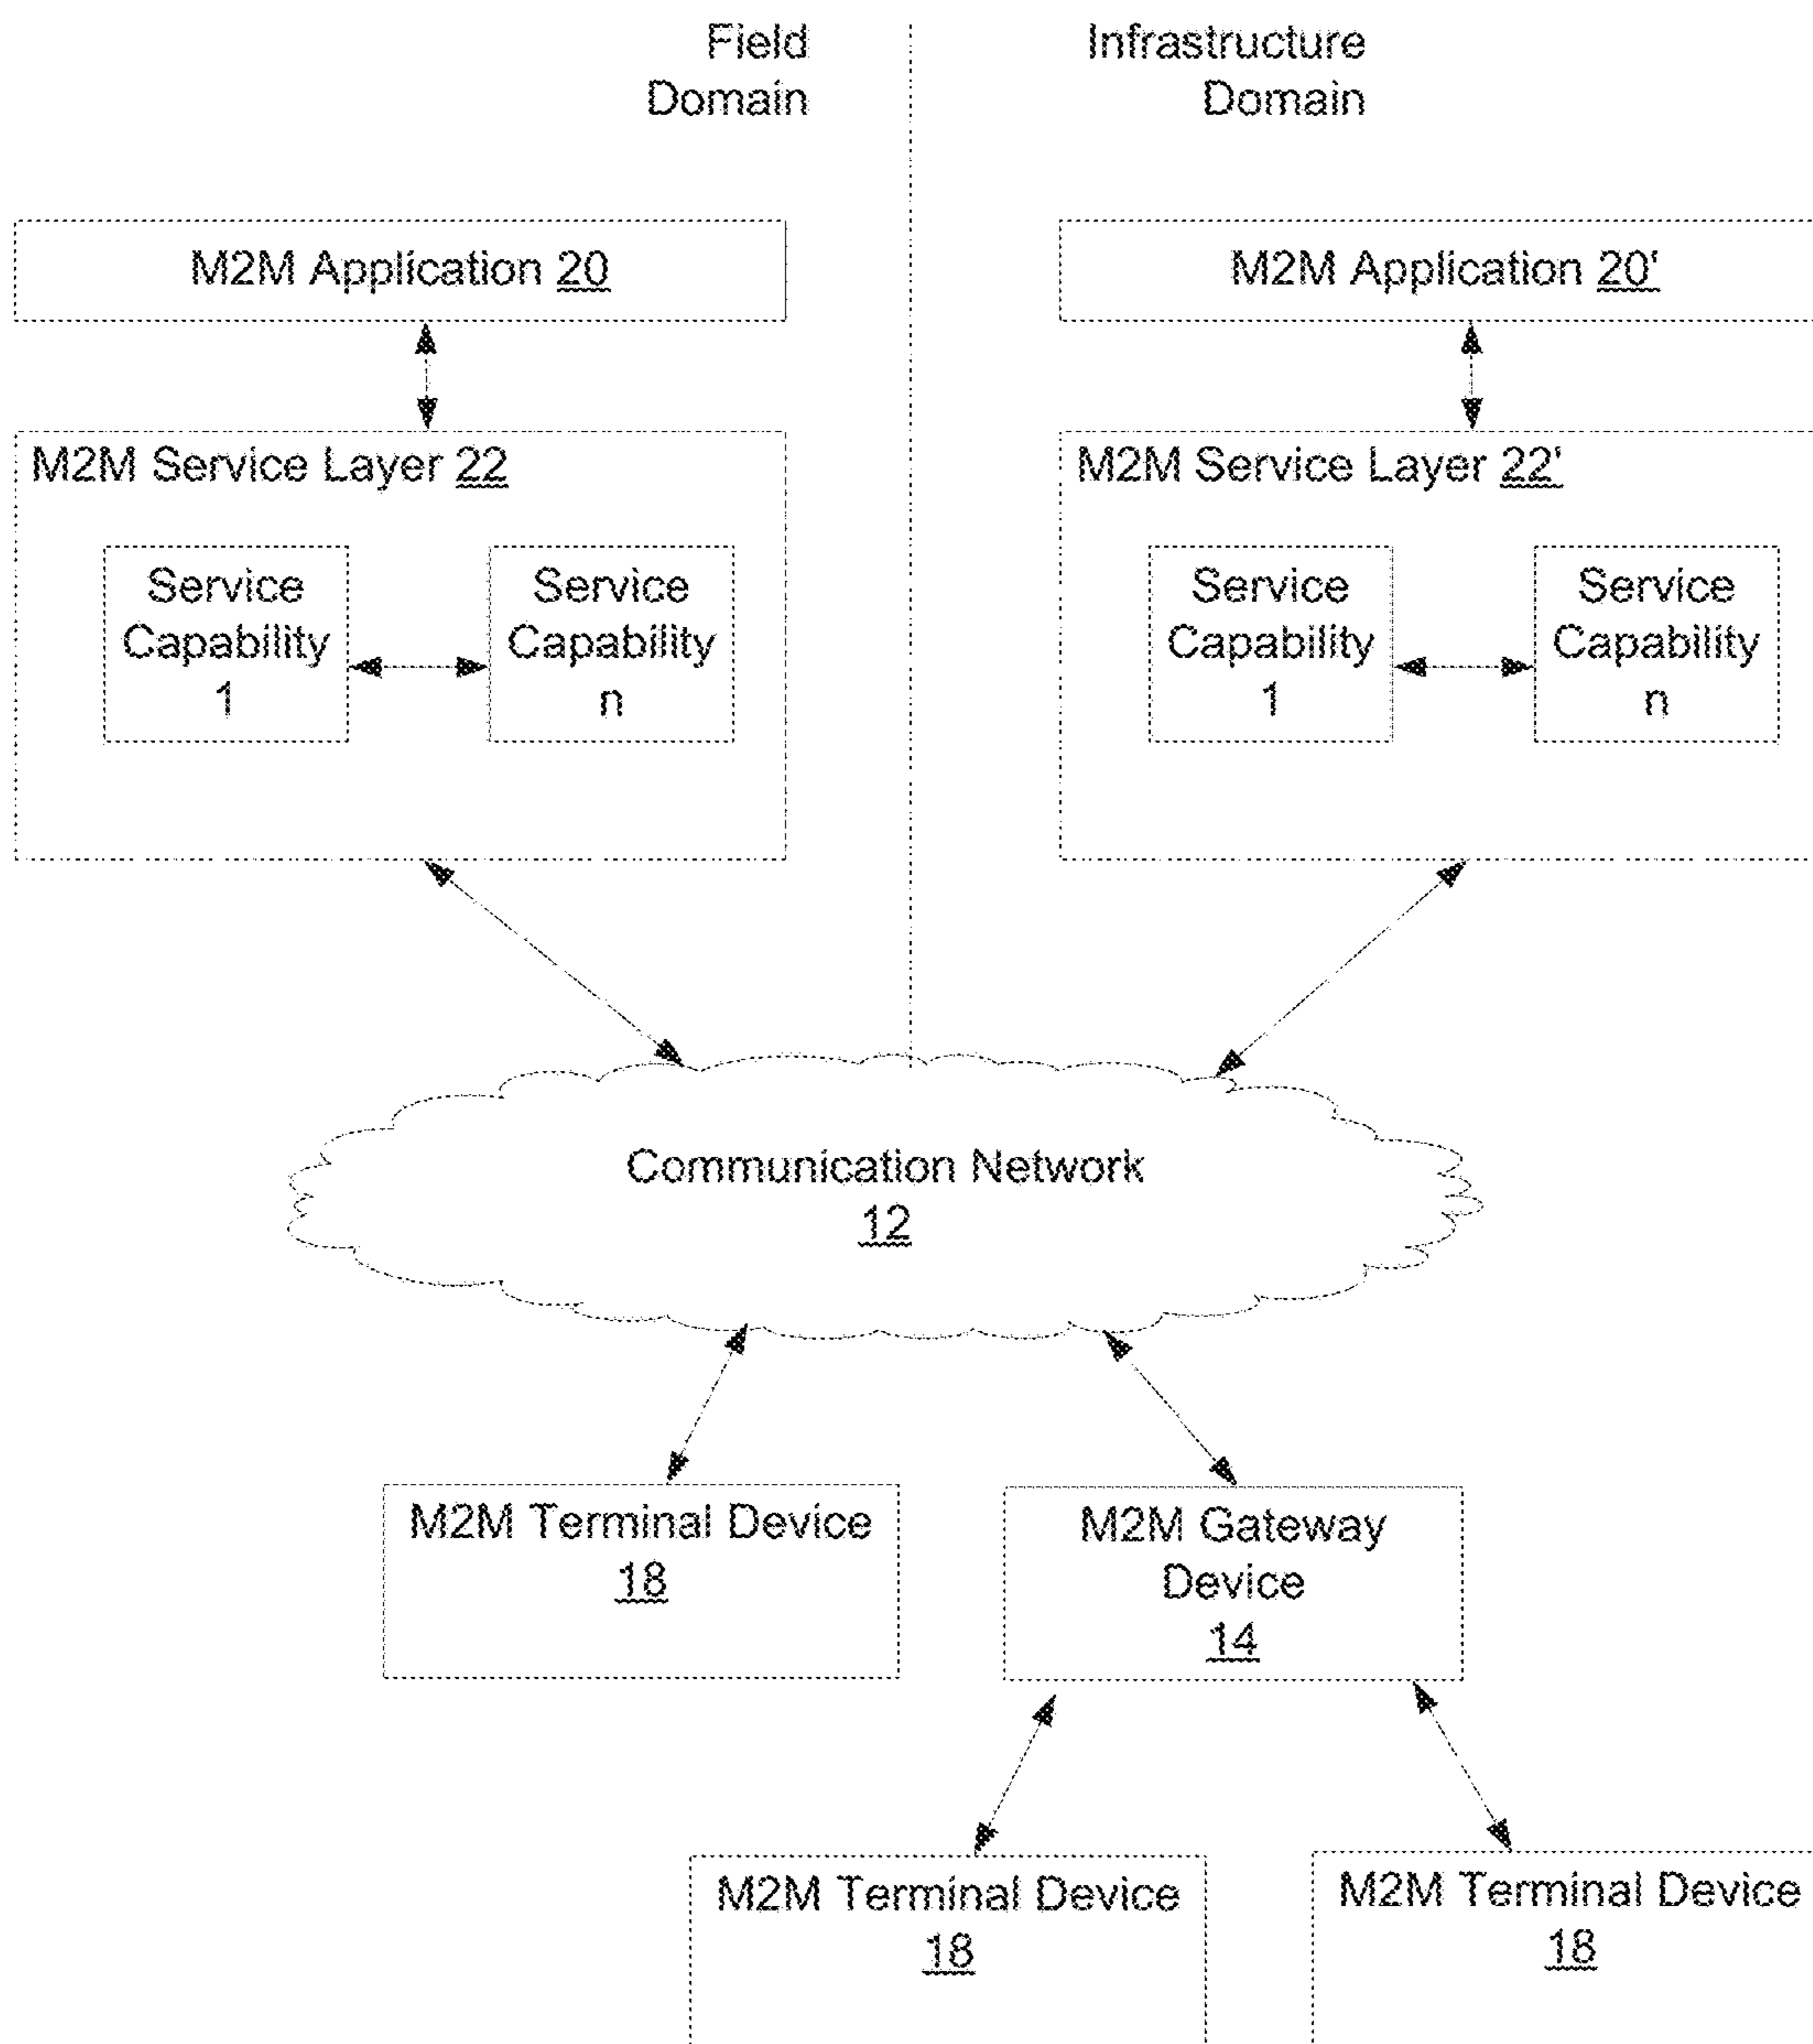 Field
Domain
Infrastructure
Domain
M2M Application 20
M2M Application 20'
M2M Service Layer 22
Service
Capability
1
Service
Capability
n
M2M Service Layer 22'
Service
Capability
1
Service
Capability
n
Communication Network
12
M2M Terminal Device
18
M2M Gateway
Device
14
M2M Terminal Device
18
M2M Terminal Device
18